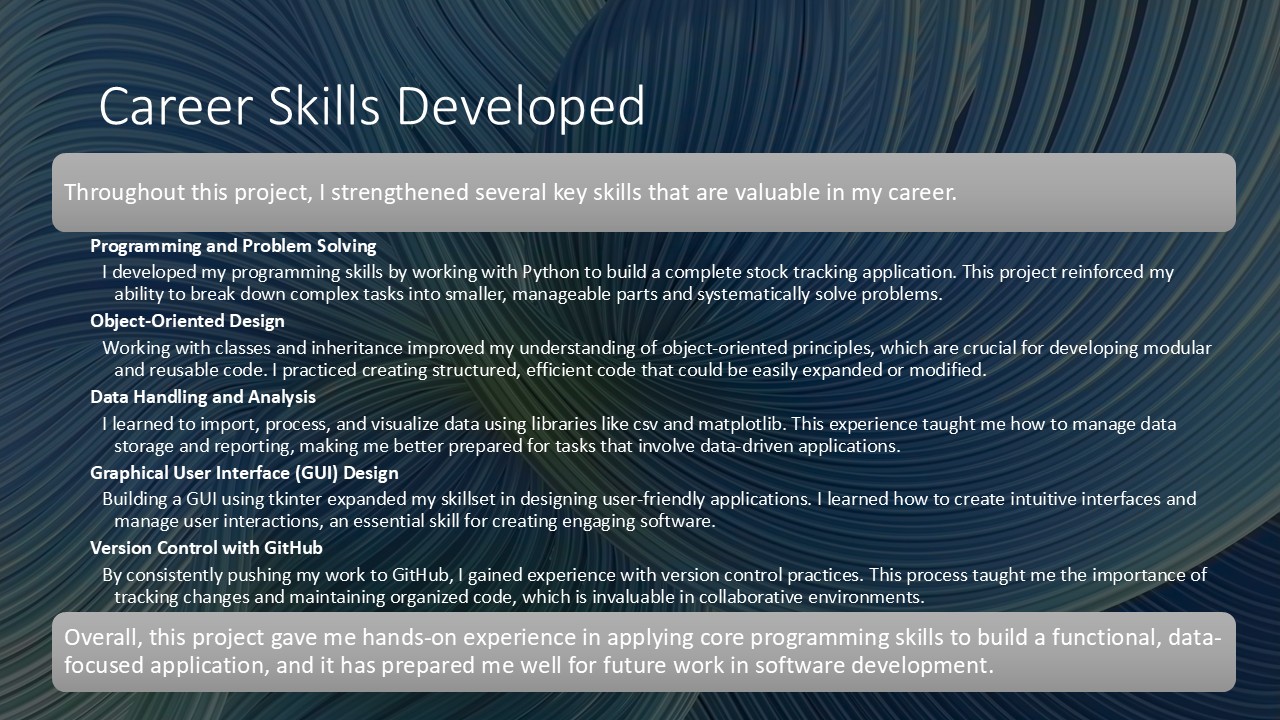 Career Skills Developed
Throughout this project, I strengthened several key skills that are valuable in my career.
Programming and Problem Solving
I developed my programming skills by working with Python to build a complete stock tracking application. This project reinforced my
ability to break down complex tasks into smaller, manageable parts and systematically solve problems.
Object-Oriented Design
Working with classes and inheritance improved my understanding of object-oriented principles, which are crucial for developing modular
and reusable code. I practiced creating structured, efficient code that could be easily expanded or modified.
Data Handling and Analysis
I learned to import, process, and visualize data using libraries like csv and matplotlib. This experience taught me how to manage data
storage and reporting, making me better prepared for tasks that involve data-driven applications.
Graphical User Interface (GUI) Design
Building a GUI using tkinter expanded my skillset in designing user-friendly applications. I learned how to create intuitive interfaces and
manage user interactions, an essential skill for creating engaging software.
Version Control with GitHub
By consistently pushing my work to GitHub, I gained experience with version control practices. This process taught me the importance of
tracking changes and maintaining organized code, which is invaluable in collaborative environments.
Overall, this project gave me hands-on experience in applying core programming skills to build a functional, data-
focused application, and it has prepared me well for future work in software development.